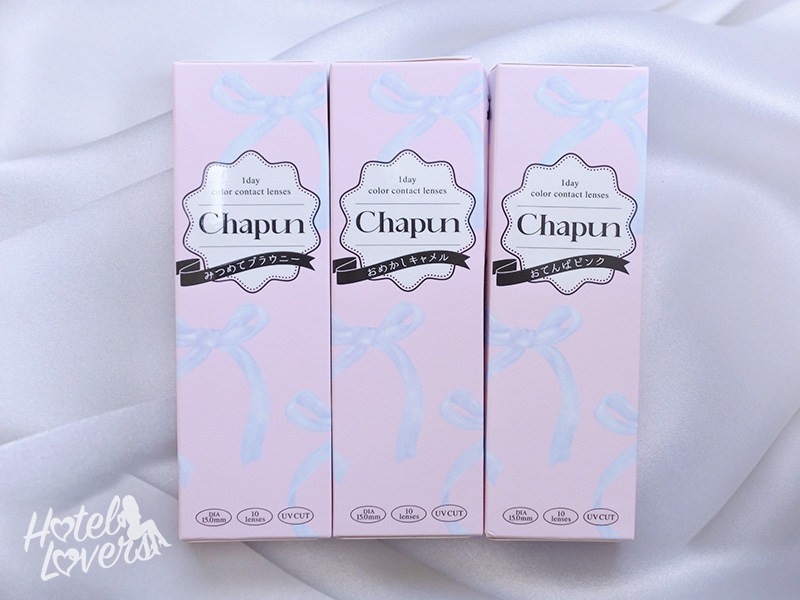 1day
color contact lenses
Chapun
みつめてブラウニー
DIA
15.0mm
10
lenses
UV CUT
1day
color contact lenses
Chapun
おめかしキャメル
DIA
15.0mm
10
lenses
UV CUT
1day
color contact lenses
Chapun
おてんばピンク
DIA
15.0mm
10
lenses
UV CUT
Hotel
Lovers